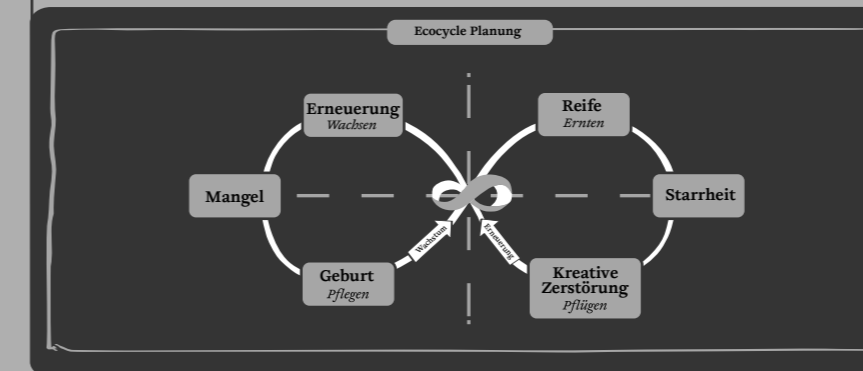 Ecocycle Planung
Erneuerung
Wachsen
Reife
Ernten
Mangel
Starrheit
Wachstum
Erneuerung
Geburt
Pflegen
Kreative
Zerstörung
Pflügen